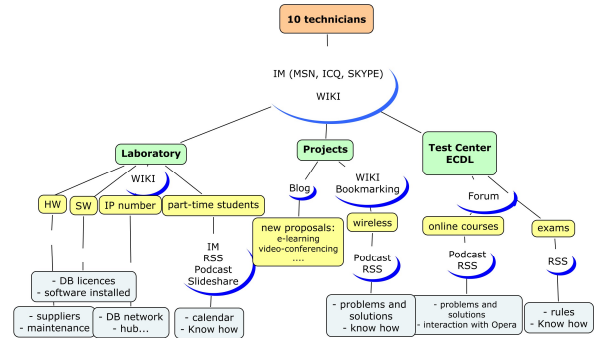 10 technicians
IM (MSN, ICQ, SKYPE)
WIKI
Laboratory
Projects
Test Center
ECDL
WIKI
Blog
WIKI
Bookmarking
Forum
HW
SW
IP number
part-time students
new proposals:
e-learning
video-conferencing
....
wireless
online courses
exams
IM
RSS
Podcast
Slideshare
Podcast
RSS
Podcast
RSS
RSS
- DB licences
- software installed
- suppliers
- maintenance
- DB network
- hub...
- calendar
- Know how
- problems and
solutions
- know how
- problems and
solutions
- interaction with Opera
- rules
- Know how